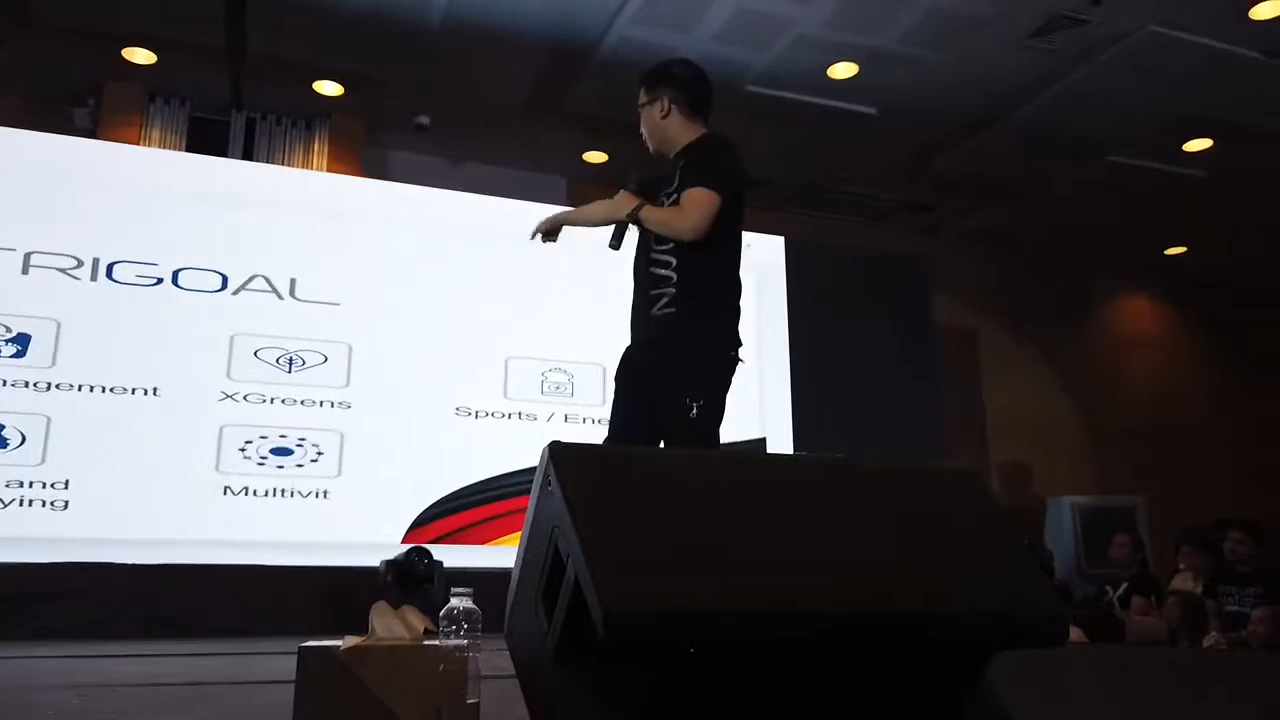 TRIGOAL
nagement
XGreens
Sports / Ene
and
ying
Multivit